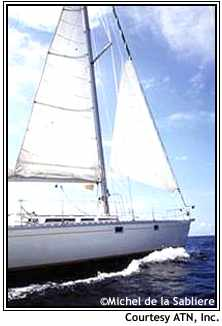 ©Michel de la Sabliere
Courtesy ATN, Inc.